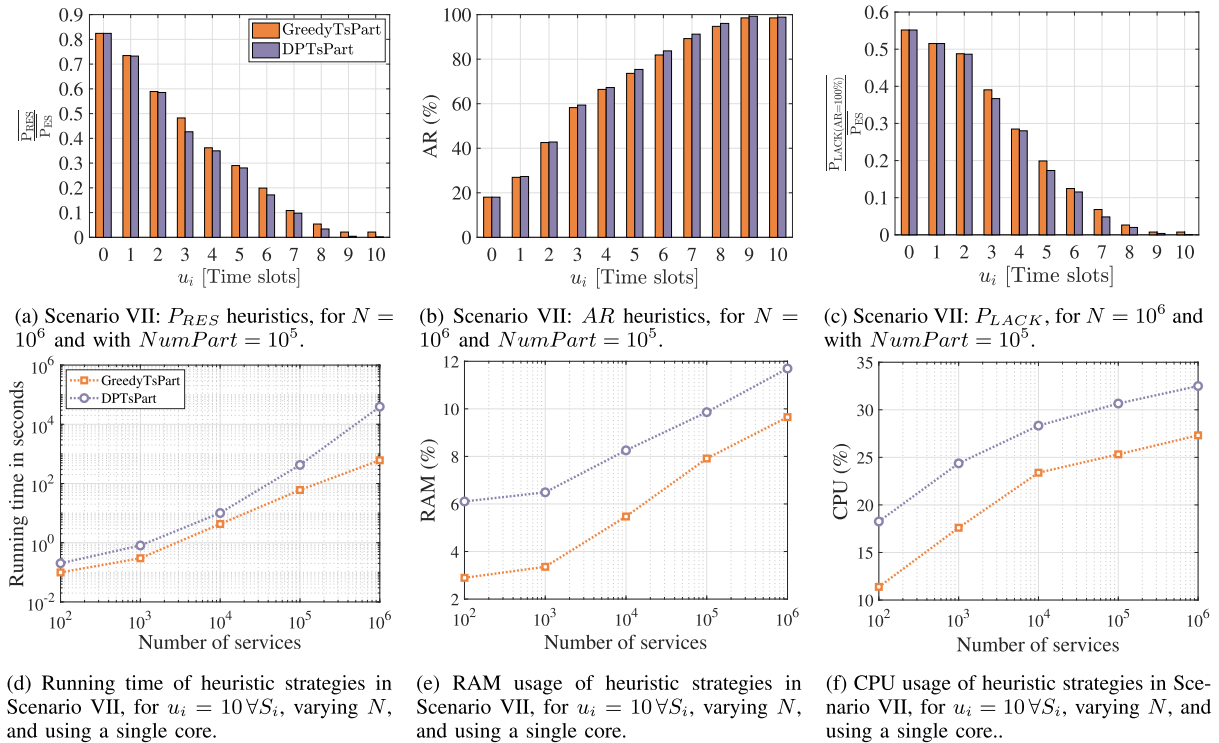 0.9
0.8
0.7
0.6
0.5
0.4
0.3
0.2
0.1
0
P_RES / P_ES
GreedyTsPart
DPTsPart
0 1 2 3 4 5 6 7 8 9 10
u_i [Time slots]
(a) Scenario VII: P_RES heuristics, for N =
10^6 and with NumPart = 10^5.
100
80
60
40
20
0
AR (%)
0 1 2 3 4 5 6 7 8 9 10
u_i [Time slots]
(b) Scenario VII: AR heuristics, for N =
10^6 and NumPart = 10^5.
0.6
0.5
0.4
0.3
0.2
0.1
0
P_LACK(AR=100%) / P_ES
0 1 2 3 4 5 6 7 8 9 10
u_i [Time slots]
(c) Scenario VII: P_LACK, for N = 10^6 and
with NumPart = 10^5.
10^6
10^4
10^2
10^0
10^-2
Running time in seconds
GreedyTsPart
DPTsPart
10^2 10^3 10^4 10^5 10^6
Number of services
(d) Running time of heuristic strategies in
Scenario VII, for u_i = 10 ∀S_i, varying N,
and using a single core.
12
10
8
6
4
2
RAM (%)
10^2 10^3 10^4 10^5 10^6
Number of services
(e) RAM usage of heuristic strategies in
Scenario VII, for u_i = 10 ∀S_i, varying N,
and using a single core.
35
30
25
20
15
10
CPU (%)
10^2 10^3 10^4 10^5 10^6
Number of services
(f) CPU usage of heuristic strategies in Sce-
nario VII, for u_i = 10 ∀S_i, varying N, and
using a single core..